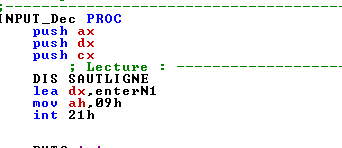 ;----------------------------------------
INPUT_Dec PROC
push ax
push dx
push cx
; Lecture : --------------------
DIS SAUTLIGNE
lea dx,enterN1
mov ah,09h
int 21h